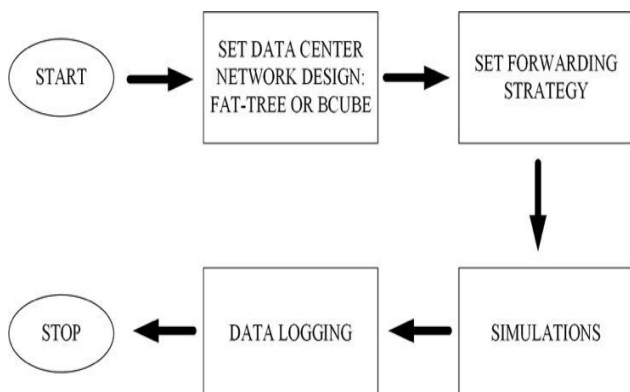 START
SET DATA CENTER
NETWORK DESIGN:
FAT-TREE OR BCUBE
SET FORWARDING
STRATEGY
SIMULATIONS
DATA LOGGING
STOP